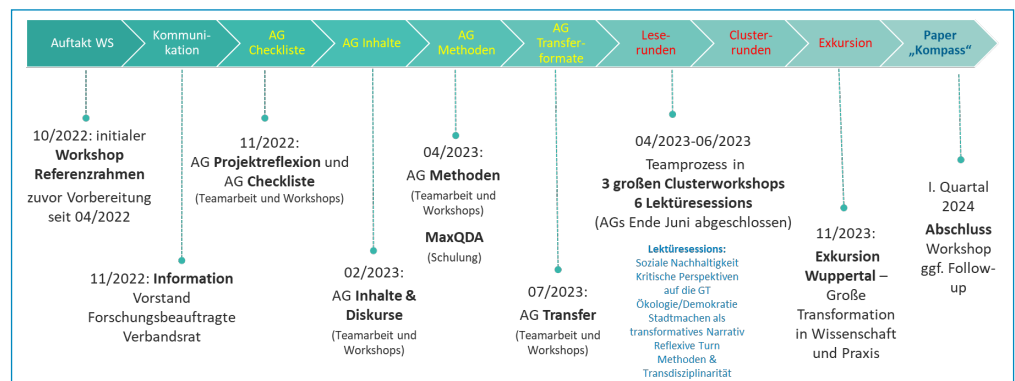 Auftakt WS
Kommuni-
kation
AG
Checkliste
AG Inhalte
AG
Methoden
AG
Transfer-
formate
Lese-
runden
Cluster-
runden
Exkursion
Paper
„Kompass“
10/2022: initialer
Workshop
Referenzrahmen
zuvor Vorbereitung
seit 04/2022
11/2022: Information
Vorstand
Forschungsbeauftragte
Verbandsrat
11/2022:
AG Projektreflexion und
AG Checkliste
(Teamarbeit und Workshops)
02/2023:
AG Inhalte &
Diskurse
(Teamarbeit und
Workshops)
04/2023:
AG Methoden
(Teamarbeit und
Workshops)
MaxQDA
(Schulung)
07/2023:
AG Transfer
(Teamarbeit und
Workshops)
04/2023-06/2023
Teamprozess in
3 großen Clusterworkshops
6 Lektüresessions
(AGs Ende Juni abgeschlossen)
Lektüresessions:
Soziale Nachhaltigkeit
Kritische Perspektiven
auf die GT
Ökologie/Demokratie
Stadtmachen als
transformatives Narrativ
Reflexive Turn
Methoden &
Transdisziplinarität
11/2023:
Exkursion
Wuppertal –
Große
Transformation
in Wissenschaft
und Praxis
I. Quartal
2024
Abschluss
Workshop
ggf. Follow-
up